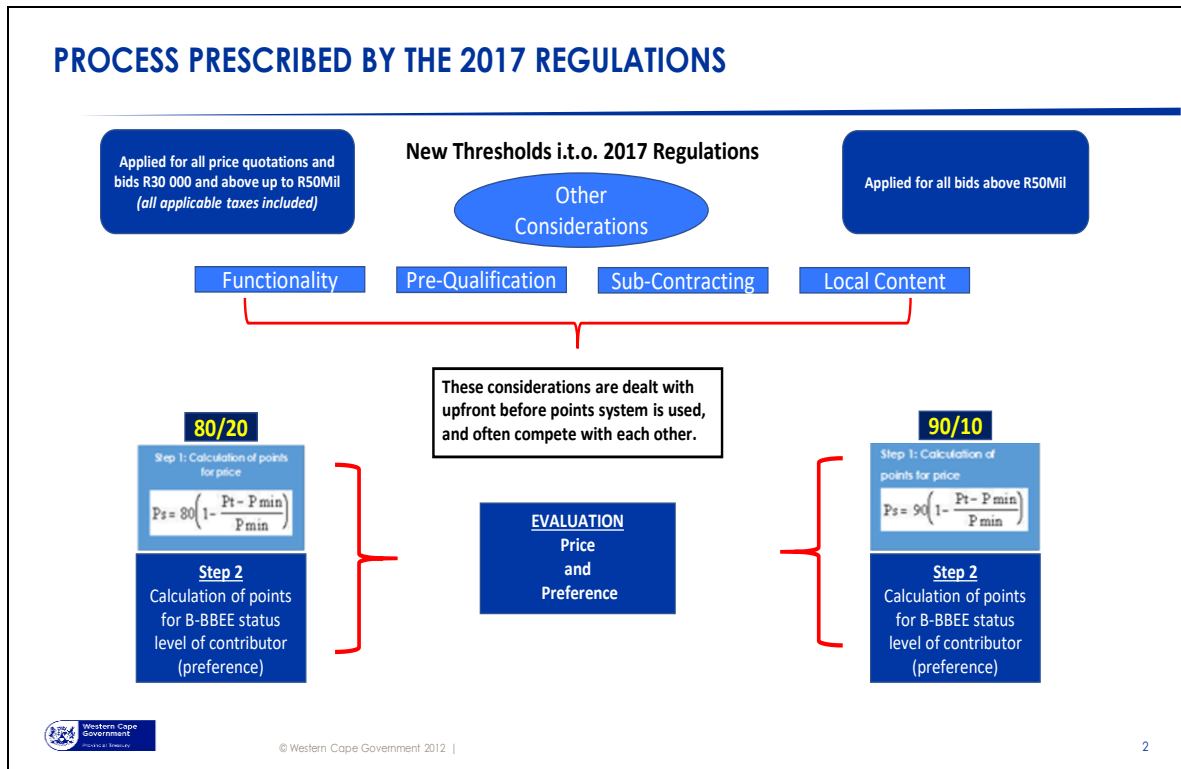 PROCESS PRESCRIBED BY THE 2017 REGULATIONS
Applied for all price quotations and
bids R30 000 and above up to R50Mil
(all applicable taxes included)
New Thresholds i.t.o. 2017 Regulations
Other
Considerations
Applied for all bids above R50Mil
Functionality
Pre-Qualification
Sub-Contracting
Local Content
These considerations are dealt with
upfront before points system is used,
and often compete with each other.
80/20
Step 1: Calculation of points
for price
Ps = 80(1- (Pt - P min)/(P min))
Step 2
Calculation of points
for B-BBEE status
level of contributor
(preference)
EVALUATION
Price
and
Preference
90/10
Step 1: Calculation of
points for price
Ps = 90(1- (Pt - P min)/(P min))
Step 2
Calculation of points
for B-BBEE status
level of contributor
(preference)
Western Cape
Government
Provincial Treasury
© Western Cape Government 2012 |
2